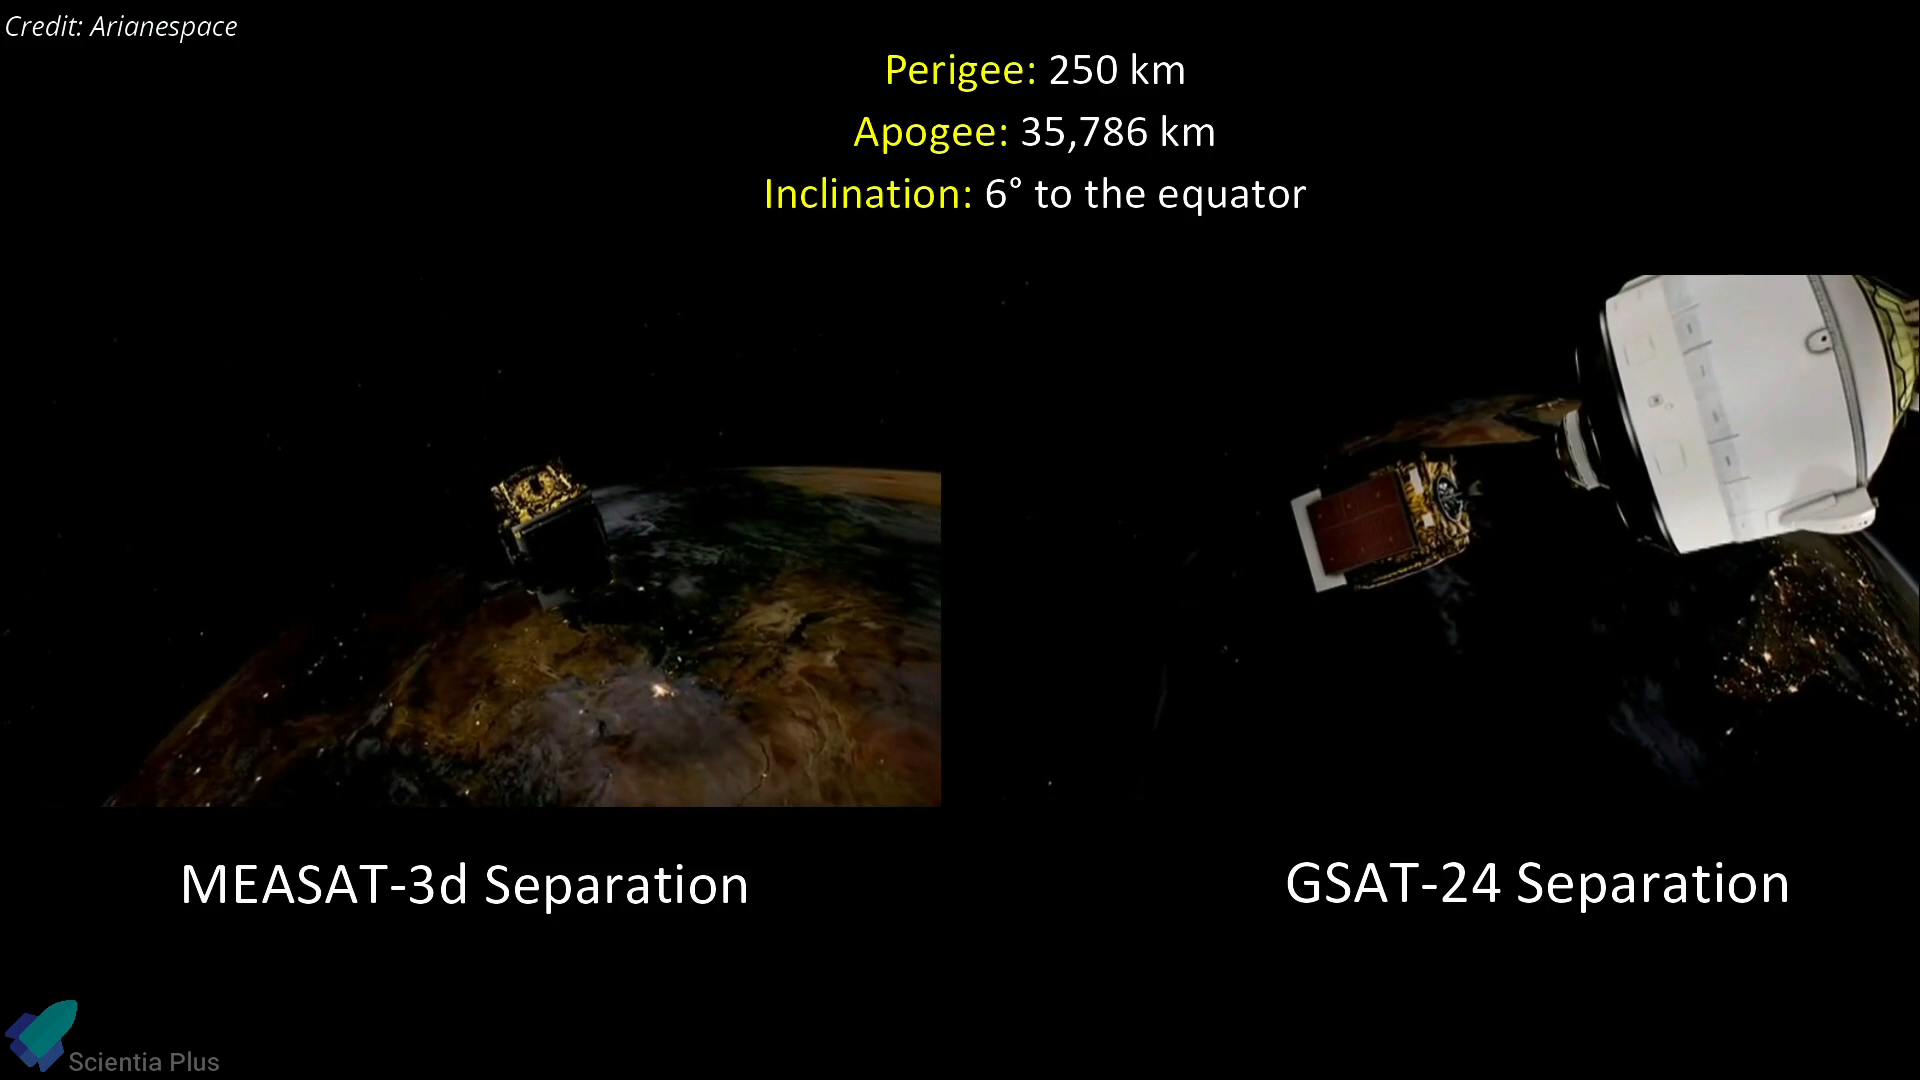 Credit: Arianespace
Perigee: 250 km
Apogee: 35,786 km
Inclination: 6° to the equator
MEASAT-3d Separation
GSAT-24 Separation
Scientia Plus